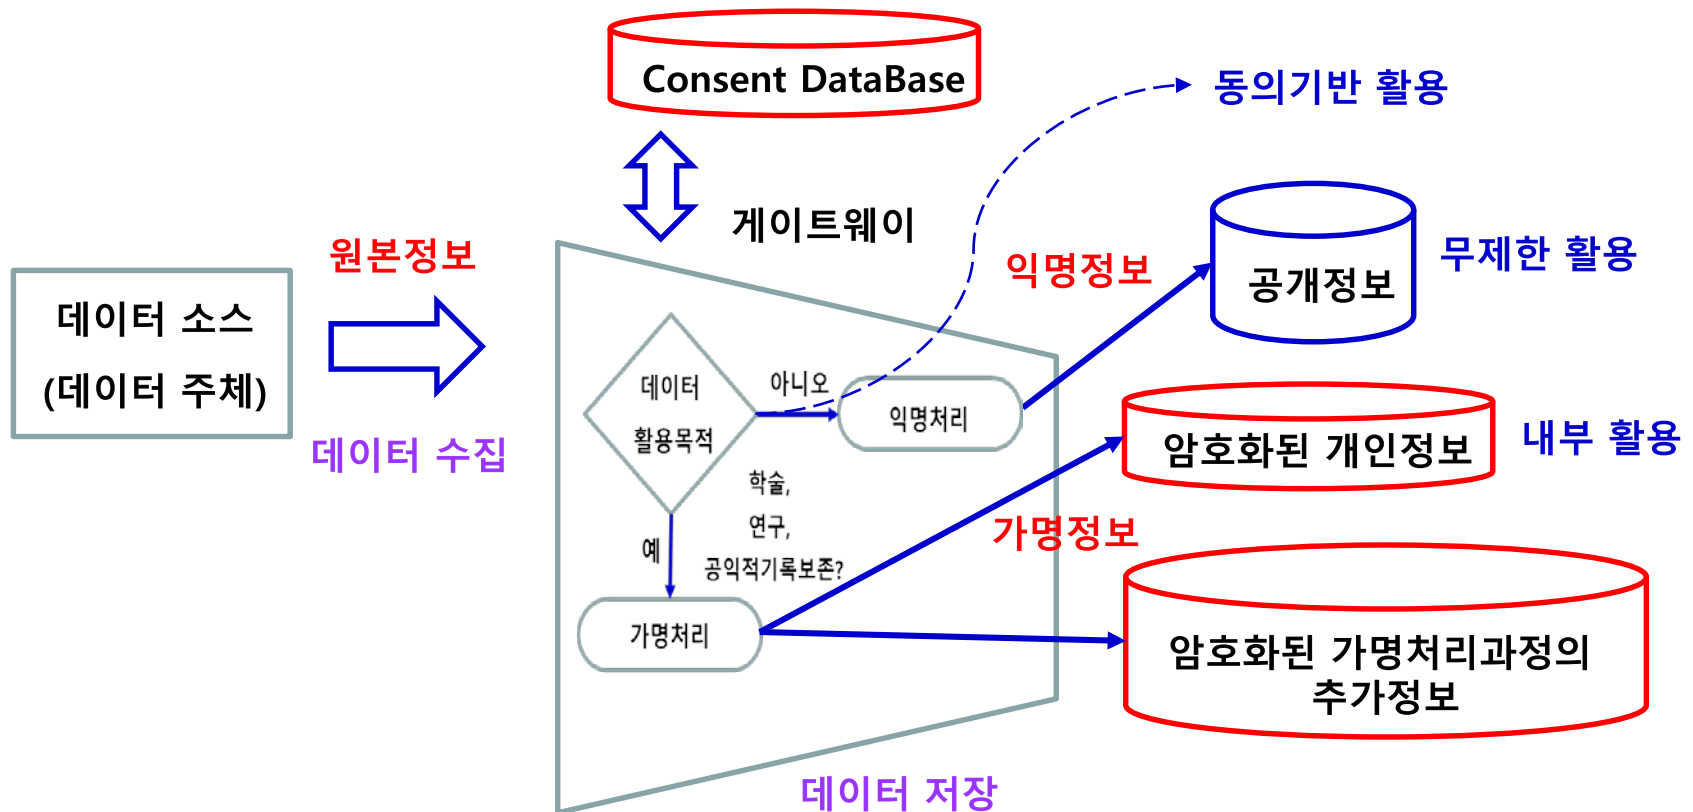 Consent DataBase
동의기반 활용
게이트웨이
원본정보
데이터 소스
(데이터 주체)
데이터 수집
익명정보
공개정보
무제한 활용
데이터
활용목적
아니오
익명처리
암호화된 개인정보
내부 활용
학술,
연구,
공익적기록보존?
예
가명정보
가명처리
암호화된 가명처리과정의
추가정보
데이터 저장